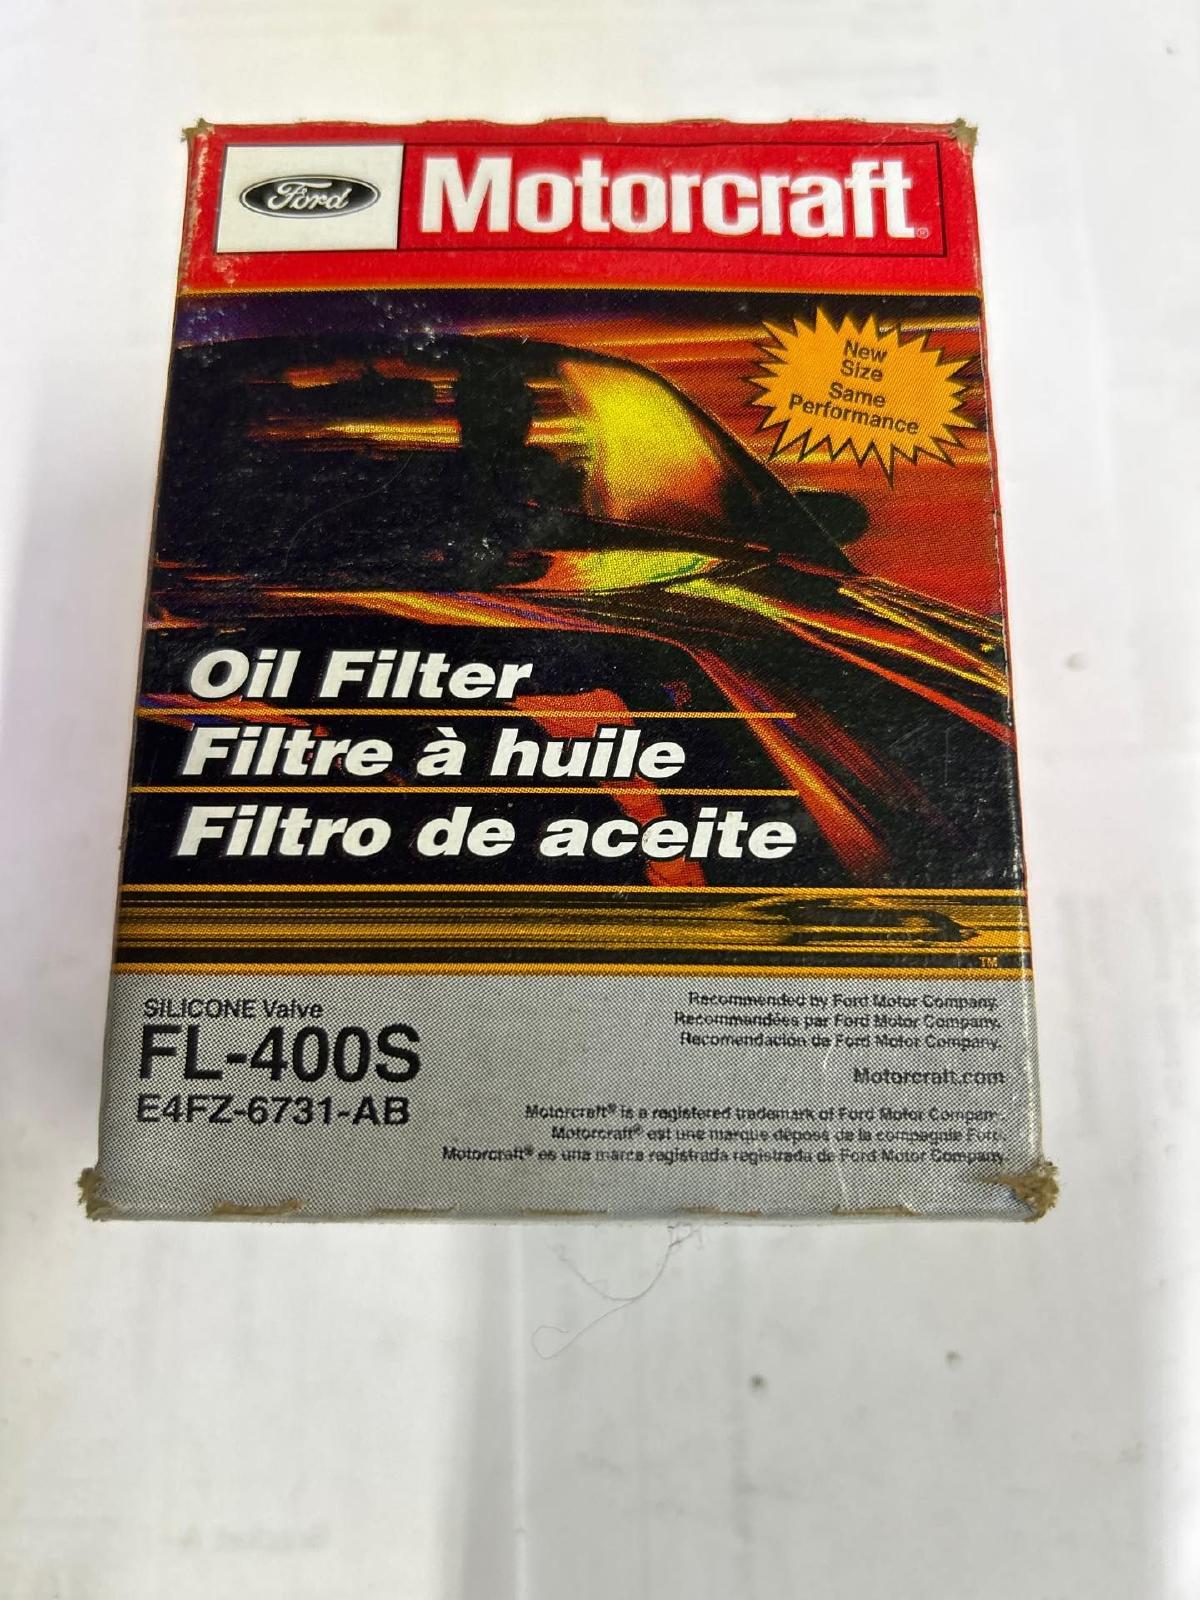 Ford
Motorcraft®
New
Size
Same
Performance
Oil Filter
Filtre à huile
Filtro de aceite
TM
SILICONE Valve
FL-400S
E4FZ-6731-AB
Recommended by Ford Motor Company.
Recommandées par Ford Motor Company.
Recomendación de Ford Motor Company.
Motorcraft.com
Motorcraft® is a registered trademark of Ford Motor Company.
Motorcraft® est une marque déposé de la compagnie Ford.
Motorcraft® es una marca registrada registrada de Ford Motor Company.